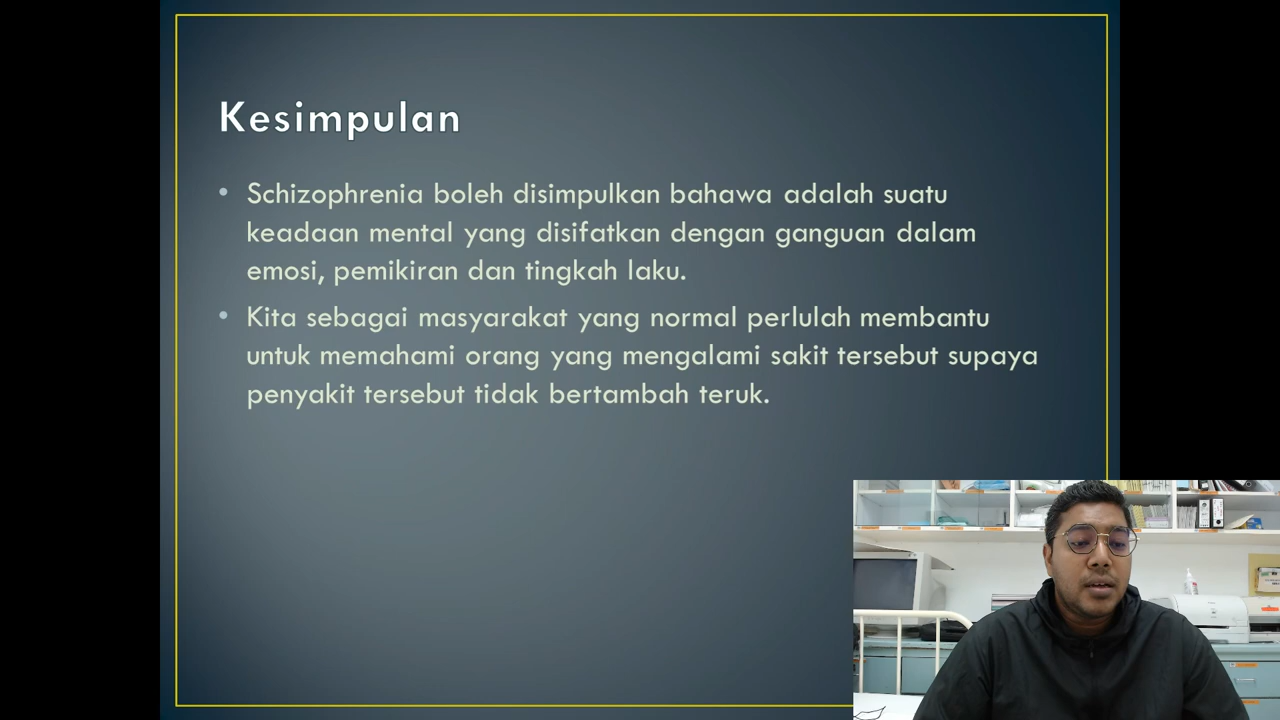 Kesimpulan
Schizophrenia boleh disimpulkan bahawa adalah suatu
keadaan mental yang disifatkan dengan ganguan dalam
emosi, pemikiran dan tingkah laku.
Kita sebagai masyarakat yang normal perlulah membantu
untuk memahami orang yang mengalami sakit tersebut supaya
penyakit tersebut tidak bertambah teruk.